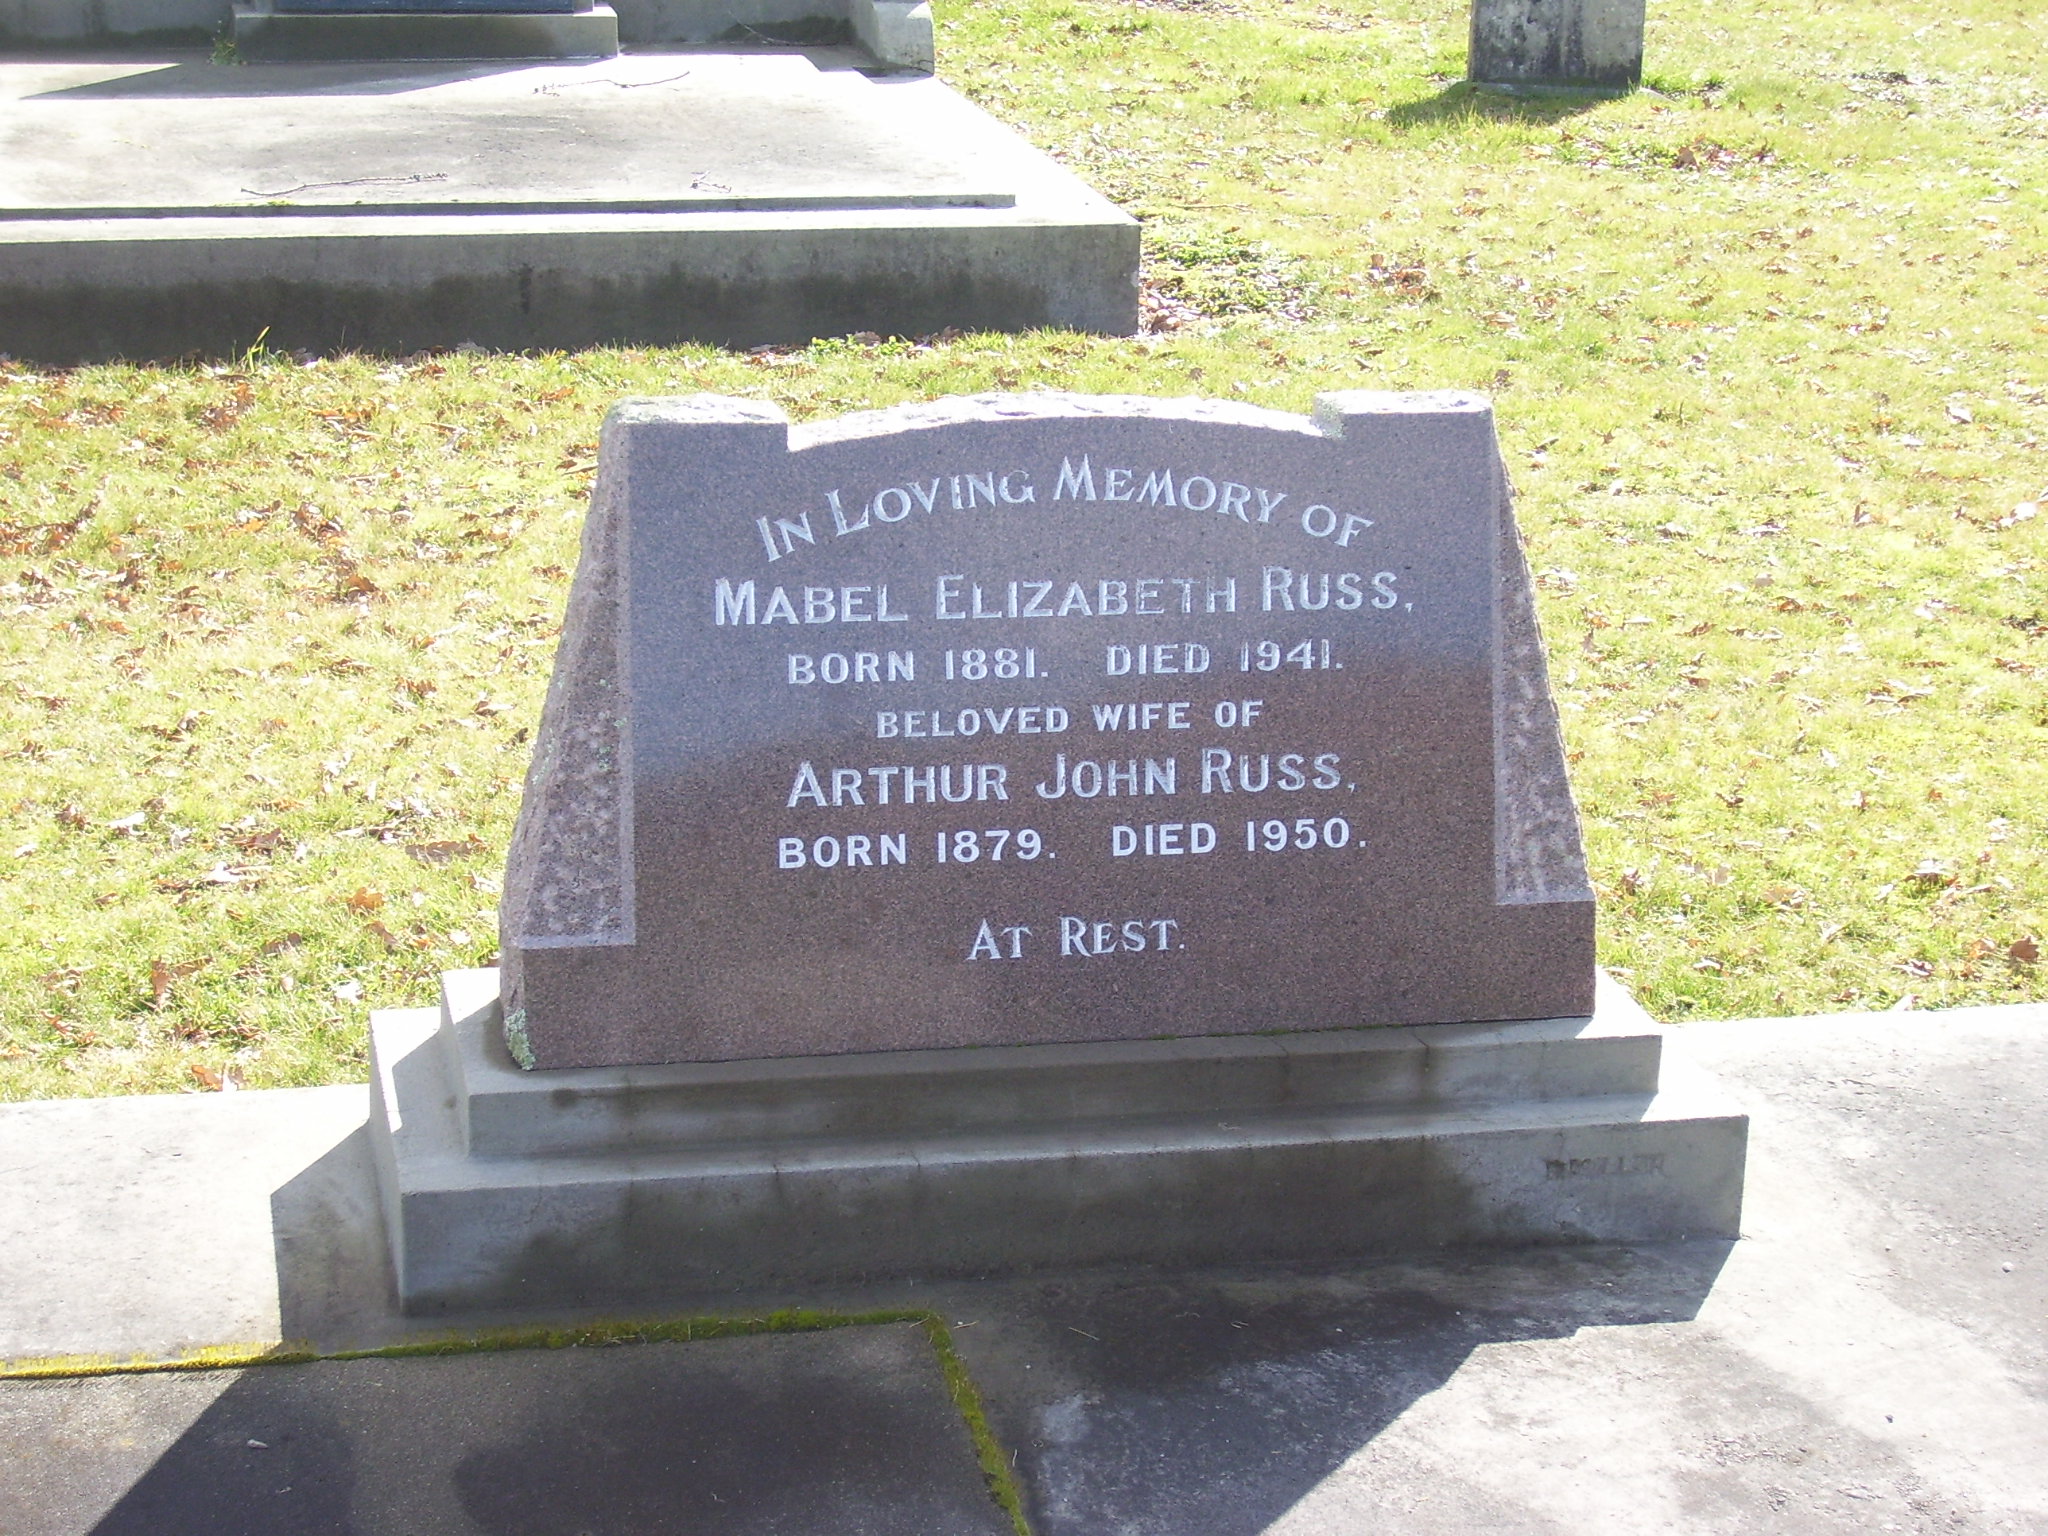 IN LOVING MEMORY OF
MABEL ELIZABETH RUSS,
BORN 1881. DIED 1941.
BELOVED WIFE OF
ARTHUR JOHN RUSS,
BORN 1879. DIED 1950.
AT REST.